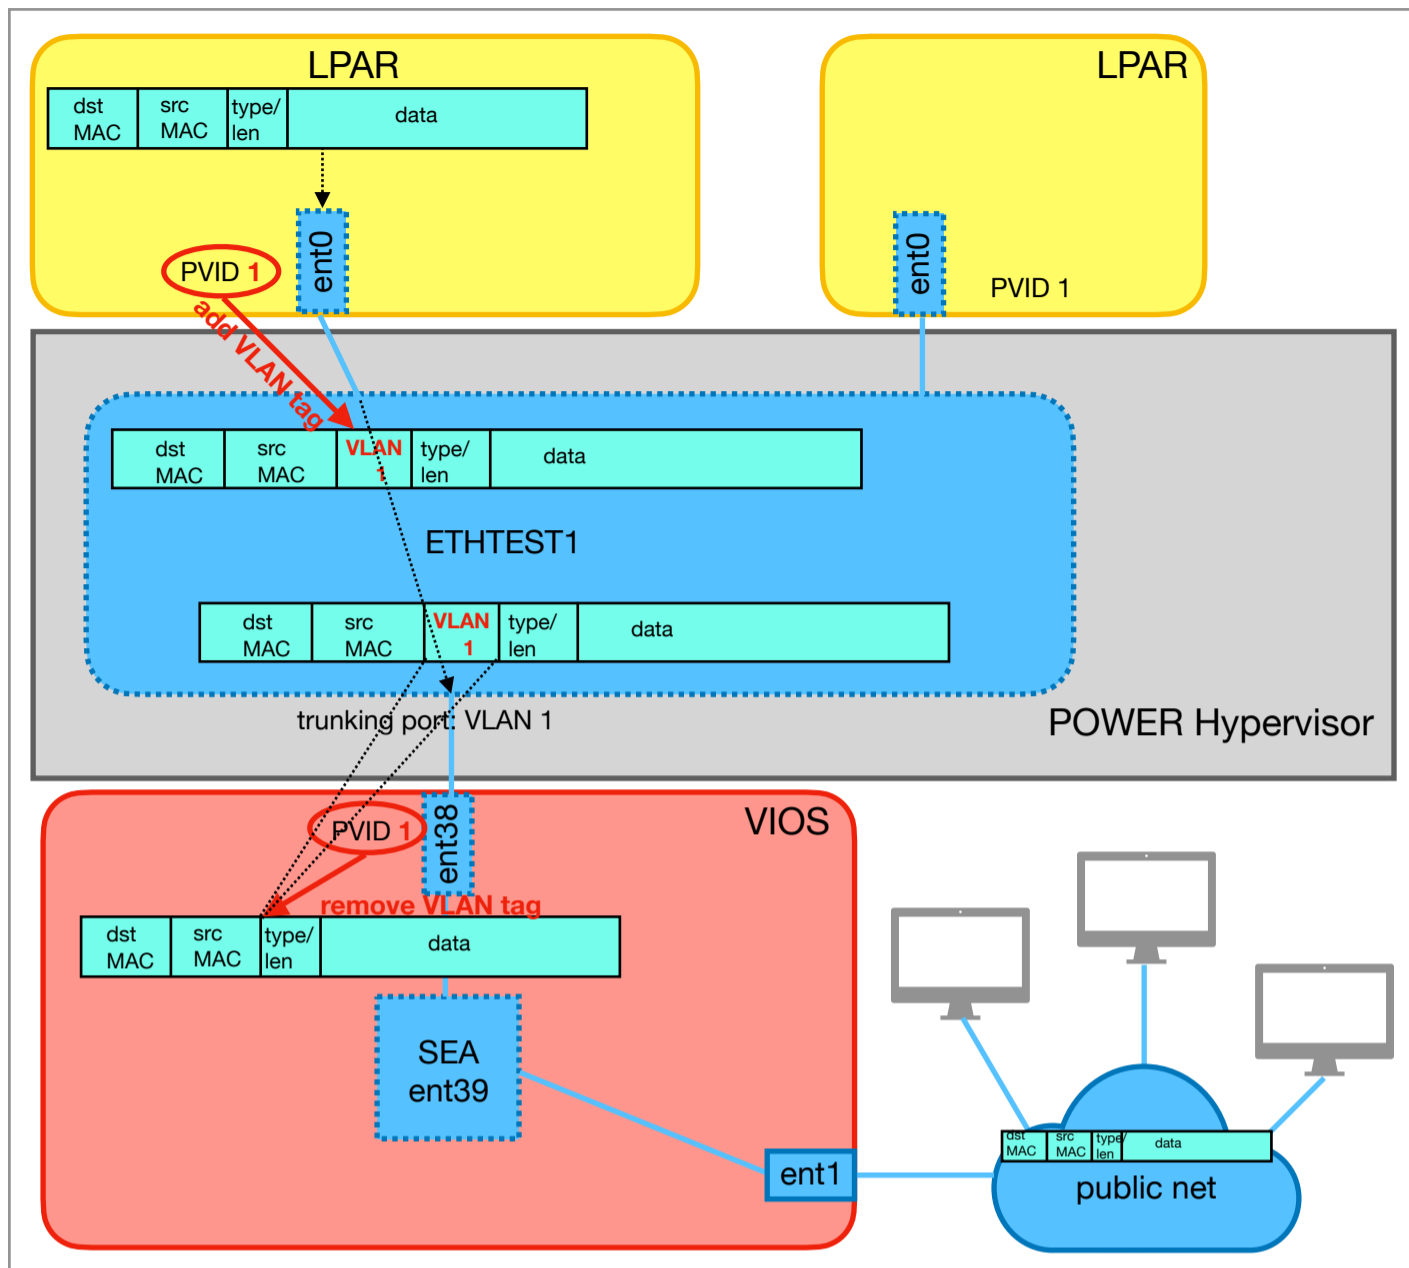 LPAR
dst
MAC
src
MAC
type/
len
data
ent0
PVID 1
add VLAN tag
LPAR
ent0
PVID 1
dst
MAC
src
MAC
VLAN
1
type/
len
data
ETHTEST1
dst
MAC
src
MAC
VLAN
1
type/
len
data
trunking port: VLAN 1
POWER Hypervisor
VIOS
PVID 1
ent38
remove VLAN tag
dst
MAC
src
MAC
type/
len
data
SEA
ent39
ent1
dst
MAC
src
MAC
type/
len
data
public net